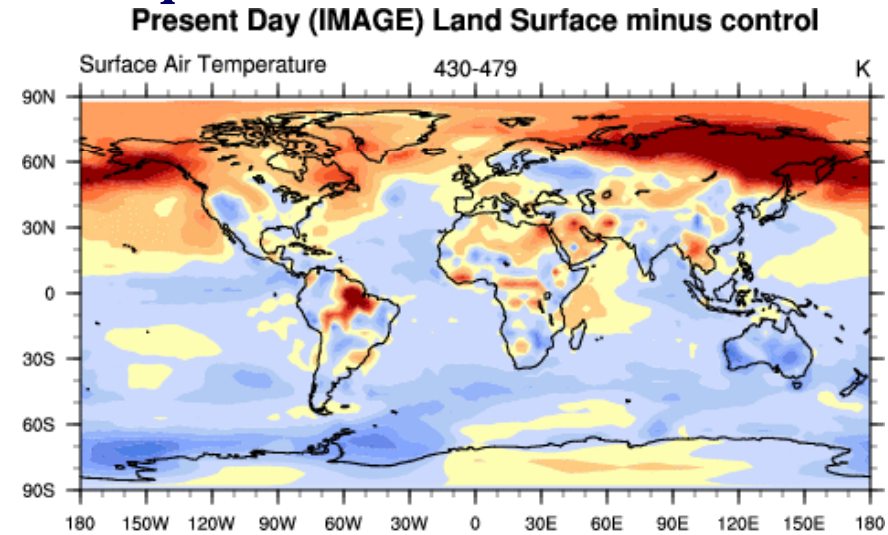 Present Day (IMAGE) Land Surface minus control
Surface Air Temperature 430-479 K
90N
60N
30N
0
30S
60S
90S
180 150W 120W 90W 60W 30W 0 30E 60E 90E 120E 150E 180